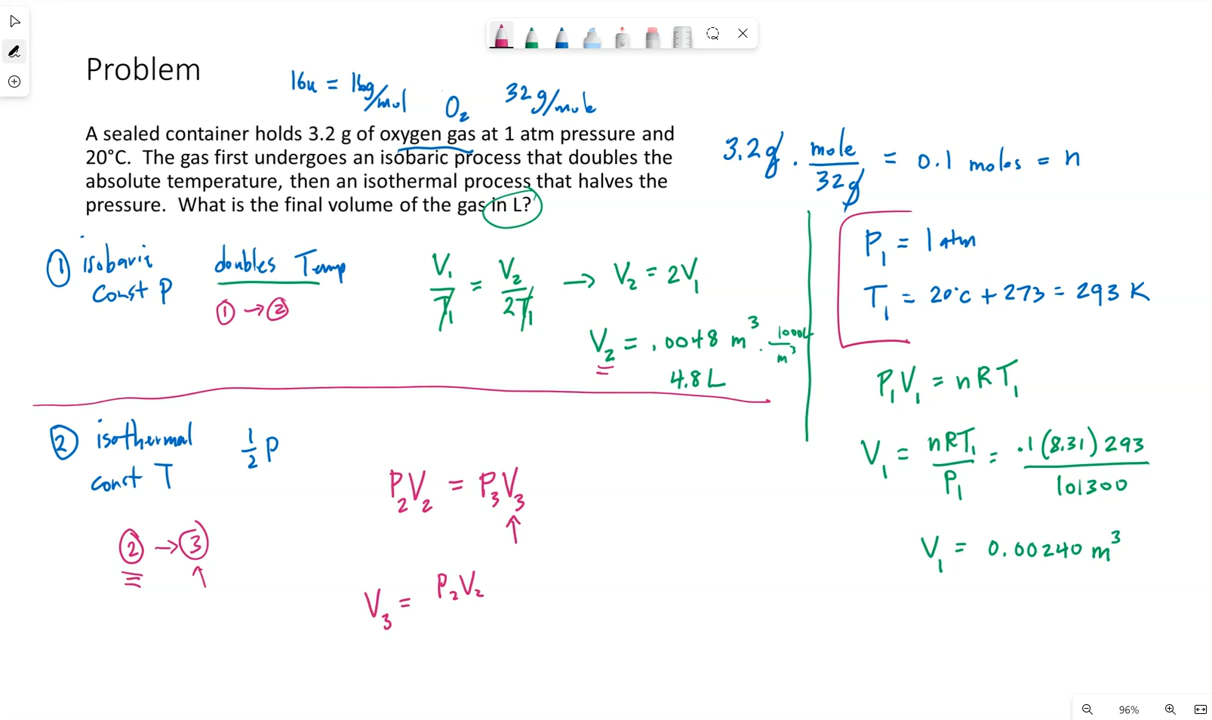 Problem
16u = 16g/mol O₂ 32g/mole
A sealed container holds 3.2 g of oxygen gas at 1 atm pressure and
20°C. The gas first undergoes an isobaric process that doubles the
absolute temperature, then an isothermal process that halves the
pressure. What is the final volume of the gas in L?
3.2g · mole/32g = 0.1 moles = n
P₁ = 1 atm
T₁ = 20°C + 273 = 293 K
P₁V₁ = nRT₁
V₁ = nRT₁/P₁ = .1(8.31)293/101300
V₁ = 0.00240 m³
① isobaric
const P
doubles Temp
① → ②
V₁/T₁ = V₂/2T₁ → V₂ = 2V₁
V₂ = .0048 m³ · 1000L/m³
4.8 L
② isothermal
const T
½ P
② → ③
P₂V₂ = P₃V₃
↑
V₃ = P₂V₂
96%